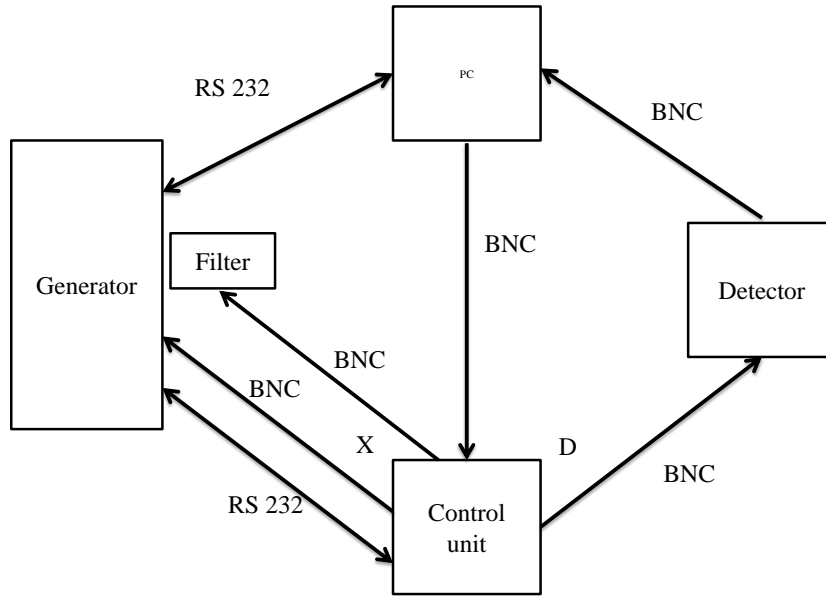 PC
RS 232
BNC
BNC
Filter
Generator
Detector
BNC
BNC
X
D
BNC
RS 232
Control
unit